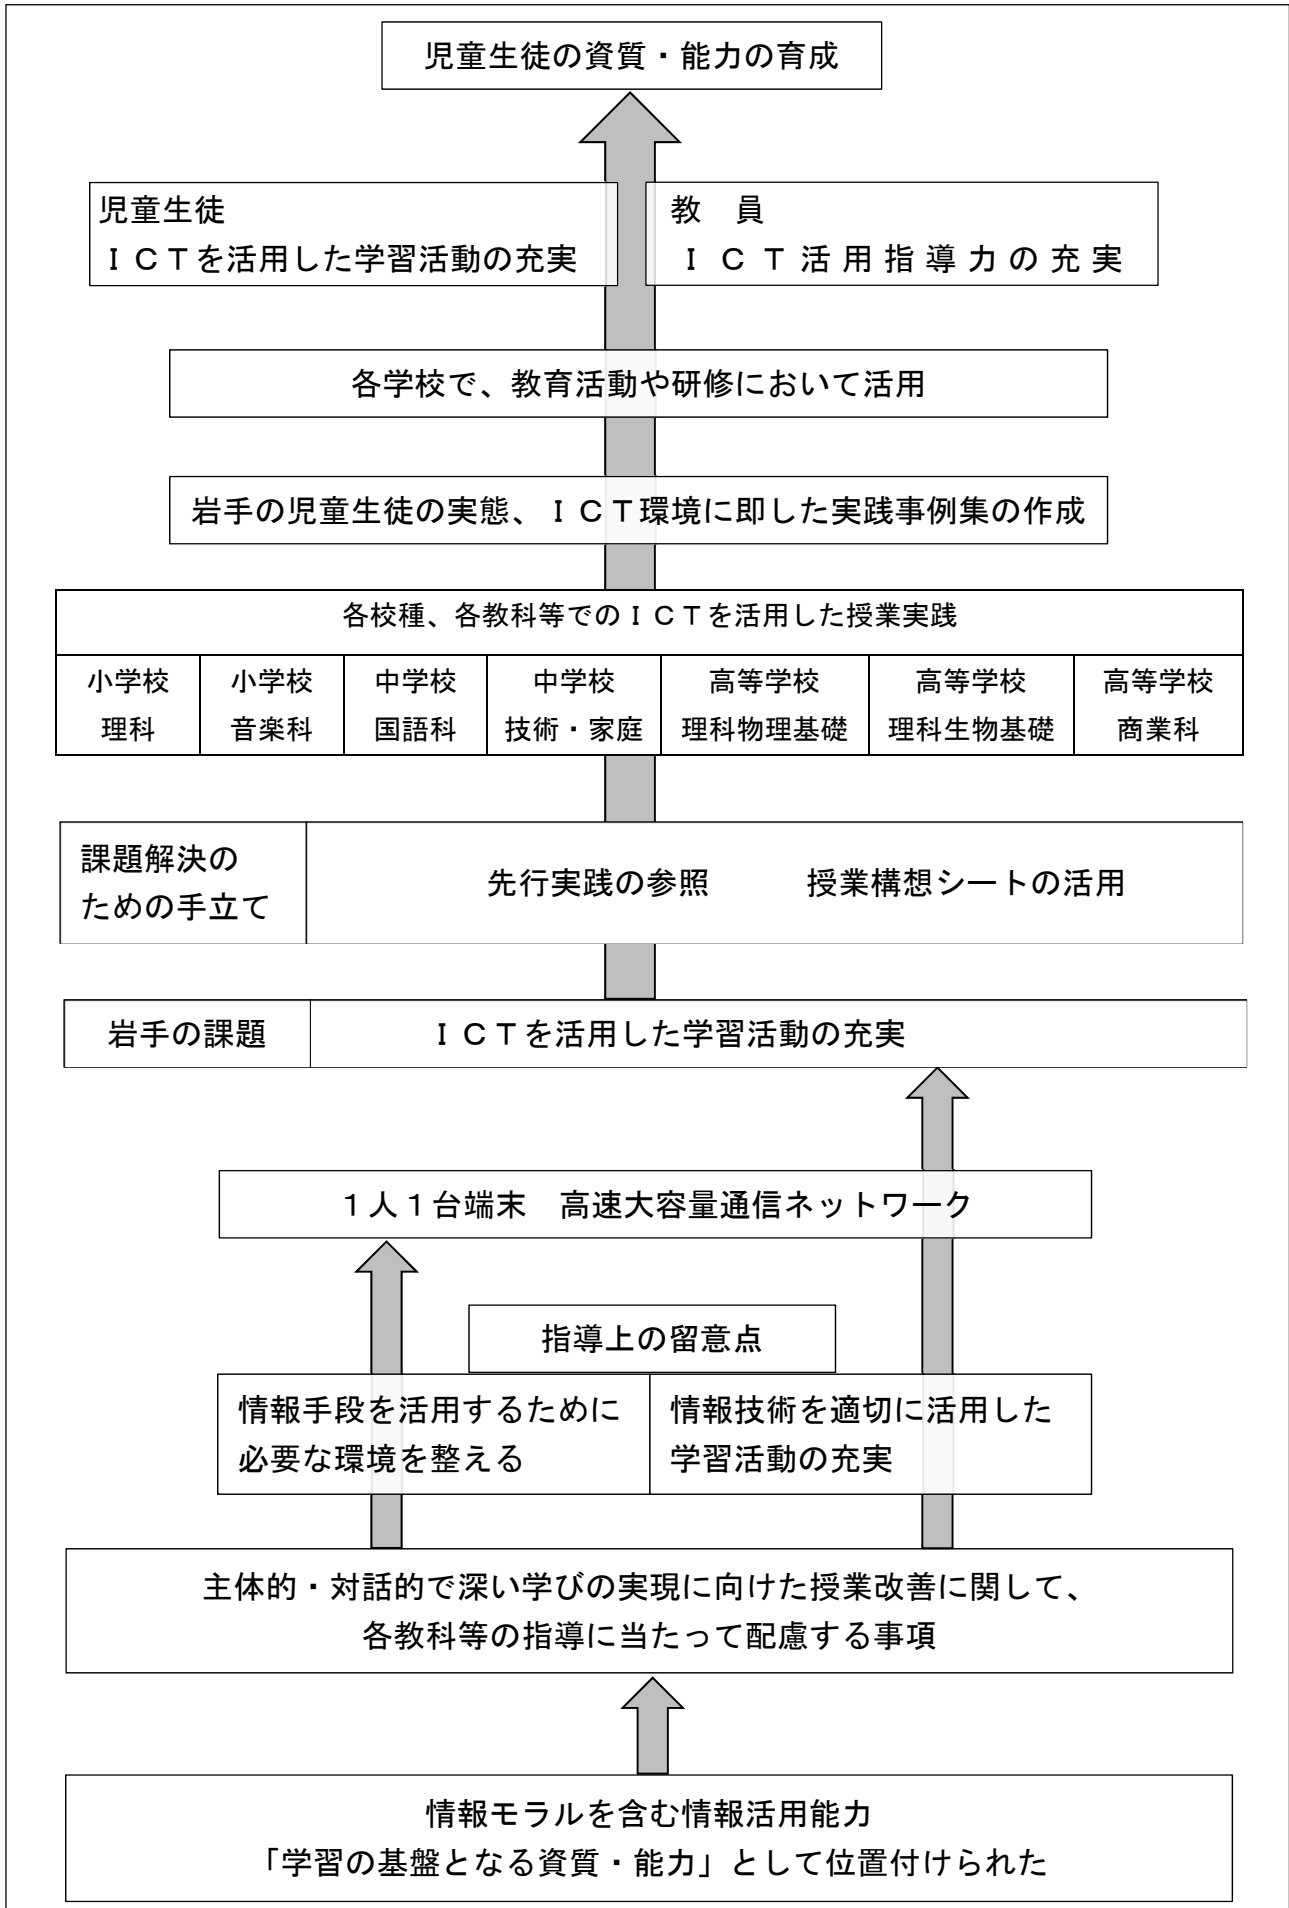 児童生徒の資質・能力の育成
児童生徒
ＩＣＴを活用した学習活動の充実
教　員
ＩＣＴ活用指導力の充実
各学校で、教育活動や研修において活用
岩手の児童生徒の実態、ＩＣＴ環境に即した実践事例集の作成
各校種、各教科等でのＩＣＴを活用した授業実践
小学校
理科
小学校
音楽科
中学校
国語科
中学校
技術・家庭
高等学校
理科物理基礎
高等学校
理科生物基礎
高等学校
商業科
課題解決の
ための手立て
先行実践の参照　　　授業構想シートの活用
岩手の課題
ＩＣＴを活用した学習活動の充実
１人１台端末　高速大容量通信ネットワーク
指導上の留意点
情報手段を活用するために
必要な環境を整える
情報技術を適切に活用した
学習活動の充実
主体的・対話的で深い学びの実現に向けた授業改善に関して、
各教科等の指導に当たって配慮する事項
情報モラルを含む情報活用能力
「学習の基盤となる資質・能力」として位置付けられた